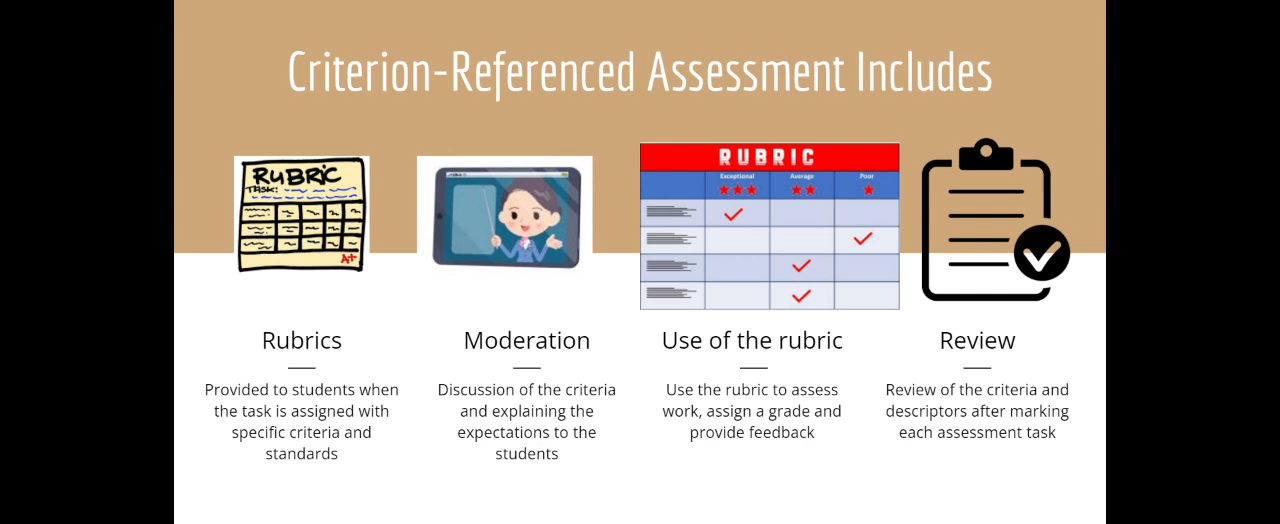 Criterion-Referenced Assessment Includes
RUBRIC
TASK:
A+
RUBRIC
Exceptional Average Poor
Rubrics
Provided to students when
the task is assigned with
specific criteria and
standards
Moderation
Discussion of the criteria
and explaining the
expectations to the
students
Use of the rubric
Use the rubric to assess
work, assign a grade and
provide feedback
Review
Review of the criteria and
descriptors after marking
each assessment task